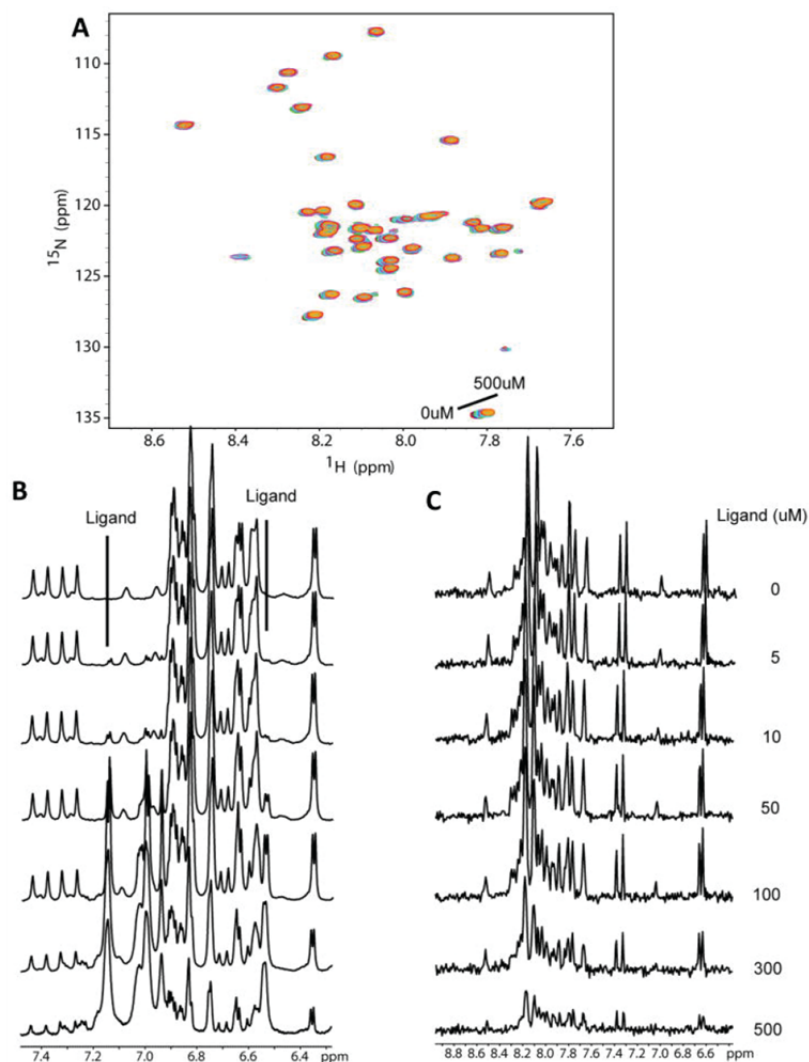 A
110
115
120
125
130
135
15N (ppm)
500uM
0uM
8.6 8.4 8.2 8.0 7.8 7.6
1H (ppm)
B
Ligand
Ligand
C
Ligand (uM)
0
5
10
50
100
300
500
7.4 7.2 7.0 6.8 6.6 6.4 ppm
8.8 8.6 8.4 8.2 8.0 7.8 7.6 7.4 7.2 7.0 6.8 6.6 ppm